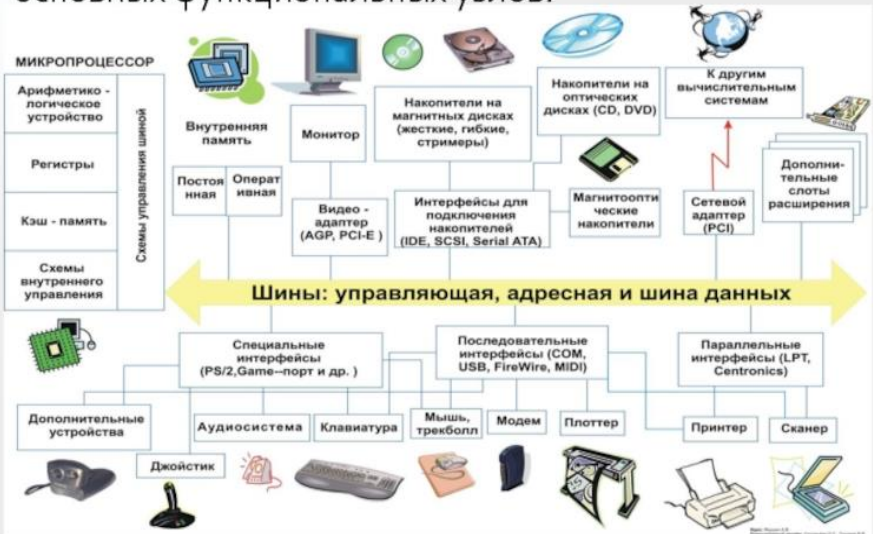 основных функциональных узлов.
МИКРОПРОЦЕССОР
Арифметико -
логическое
устройство
Регистры
Кэш - память
Схемы
внутреннего
управления
Схемы управления шиной
Внутренняя
память
Постоя
нная
Операт
ивная
Монитор
Видео -
адаптер
(AGP, PCI-E )
Накопители на
магнитных дисках
(жесткие, гибкие,
стримеры)
Интерфейсы для
подключения
накопителей
(IDE, SCSI, Serial ATA)
Накопители на
оптических
дисках (CD, DVD)
Магнитоопти
ческие
накопители
К другим
вычислительным
системам
Сетевой
адаптер
(PCI)
Дополни-
тельные
слоты
расширения
Шины: управляющая, адресная и шина данных
Специальные
интерфейсы
(PS/2,Game--порт и др. )
Последовательные
интерфейсы (COM,
USB, FireWire, MIDI)
Параллельные
интерфейсы (LPT,
Centronics)
Дополнительные
устройства
Джойстик
Аудиосистема
Клавиатура
Мышь,
трекболл
Модем
Плоттер
Принтер
Сканер